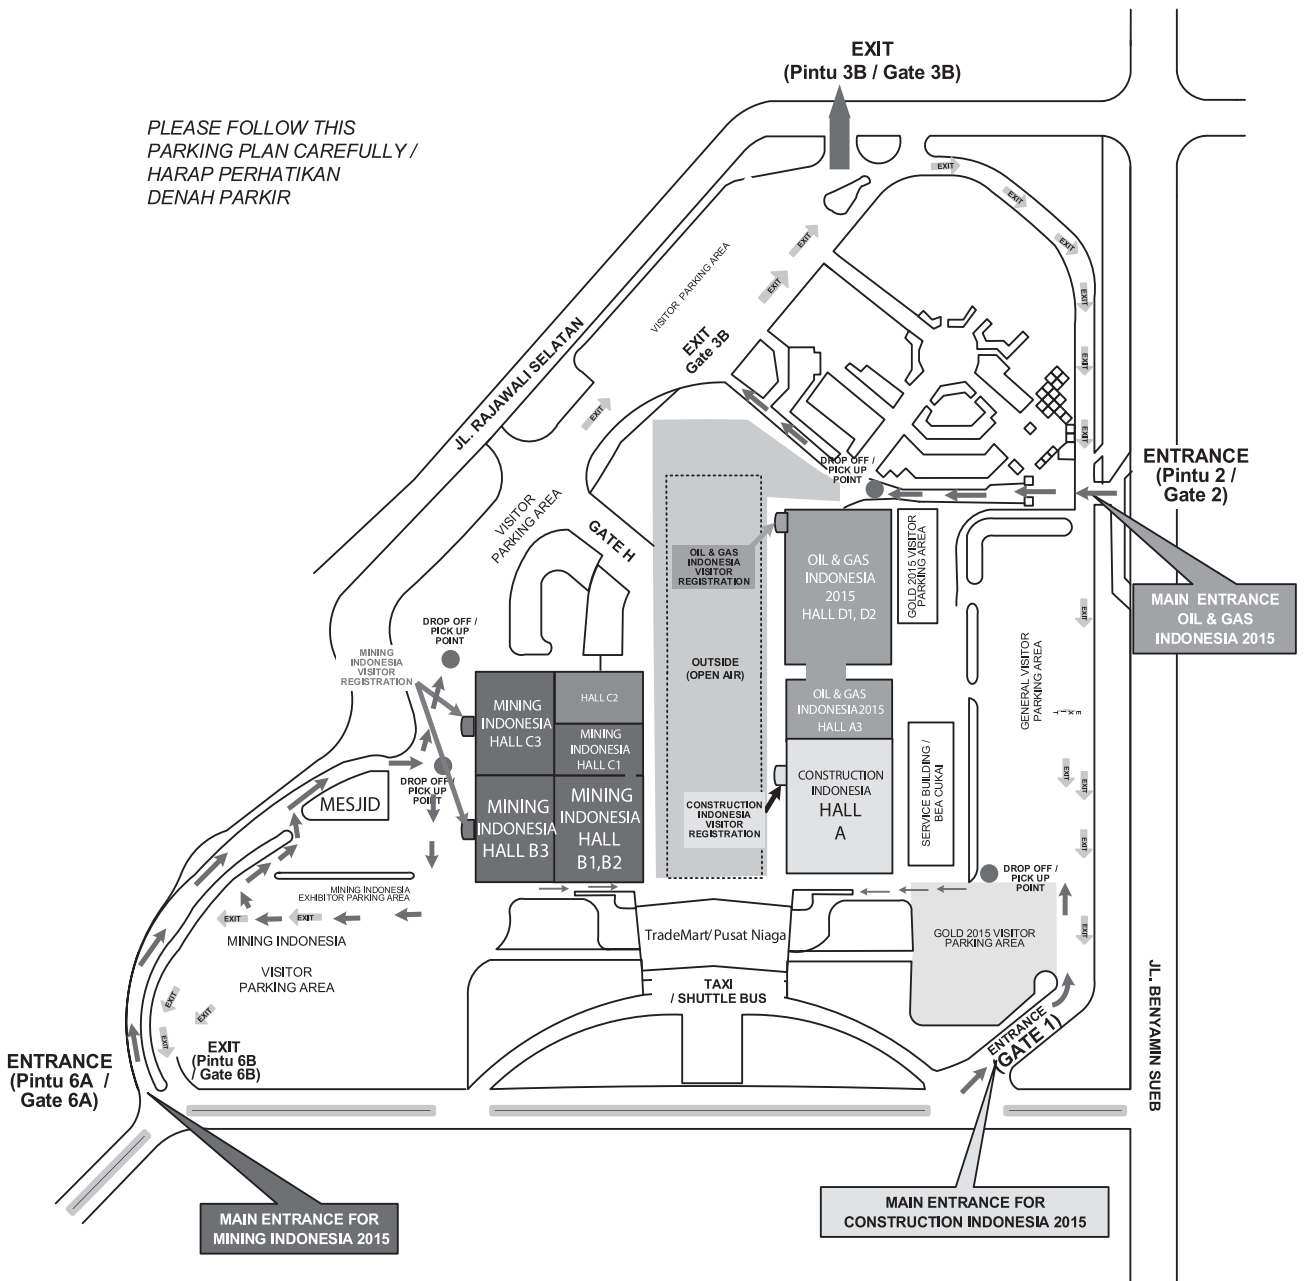 EXIT
(Pintu 3B / Gate 3B)
PLEASE FOLLOW THIS
PARKING PLAN CAREFULLY /
HARAP PERHATIKAN
DENAH PARKIR
EXIT
EXIT
EXIT
EXIT
EXIT
EXIT
EXIT
EXIT
VISITOR PARKING AREA
EXIT
Gate 3B
JL. RAJAWALI SELATAN
EXIT
ENTRANCE
(Pintu 2 /
Gate 2)
DROP OFF /
PICK UP
POINT
VISITOR
PARKING AREA
GATE H
OIL & GAS
INDONESIA
VISITOR
REGISTRATION
OIL & GAS
INDONESIA
2015
HALL D1, D2
GOLD 2015 VISITOR
PARKING AREA
MAIN ENTRANCE
OIL & GAS
INDONESIA 2015
EXIT
DROP OFF /
PICK UP
POINT
MINING
INDONESIA
VISITOR
REGISTRATION
OUTSIDE
(OPEN AIR)
GENERAL VISITOR
PARKING AREA
EXIT
MINING
INDONESIA
HALL C3
HALL C2
MINING
INDONESIA
HALL C1
OIL & GAS
INDONESIA2015
HALL A3
CONSTRUCTION
INDONESIA
HALL
A
SERVICE BUILDING /
BEA CUKAI
EXIT
EXIT
EXIT
MESJID
DROP OFF /
PICK UP
POINT
MINING
INDONESIA
HALL B3
MINING
INDONESIA
HALL
B1,B2
CONSTRUCTION
INDONESIA
VISITOR
REGISTRATION
DROP OFF /
PICK UP
POINT
MINING INDONESIA
EXHIBITOR PARKING AREA
EXIT
EXIT
MINING INDONESIA
VISITOR
PARKING AREA
TradeMart/ Pusat Niaga
GOLD 2015 VISITOR
PARKING AREA
EXIT
TAXI
/ SHUTTLE BUS
EXIT
EXIT
EXIT
EXIT
(Pintu 6B
/ Gate 6B)
ENTRANCE
(Pintu 6A /
Gate 6A)
ENTRANCE
(GATE 1)
JL. BENYAMIN SUEB
MAIN ENTRANCE FOR
MINING INDONESIA 2015
MAIN ENTRANCE FOR
CONSTRUCTION INDONESIA 2015